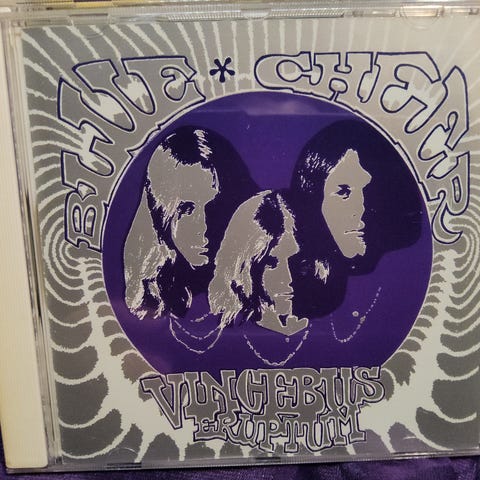 BLUE * CHEER
VINCEBUS
ERUPTUM